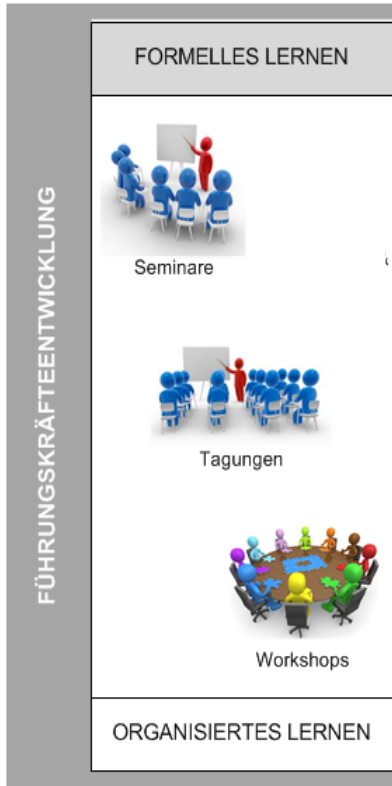 FÜHRUNGSKRÄFTEENTWICKLUNG
FORMELLES LERNEN
Seminare
Tagungen
Workshops
ORGANISIERTES LERNEN